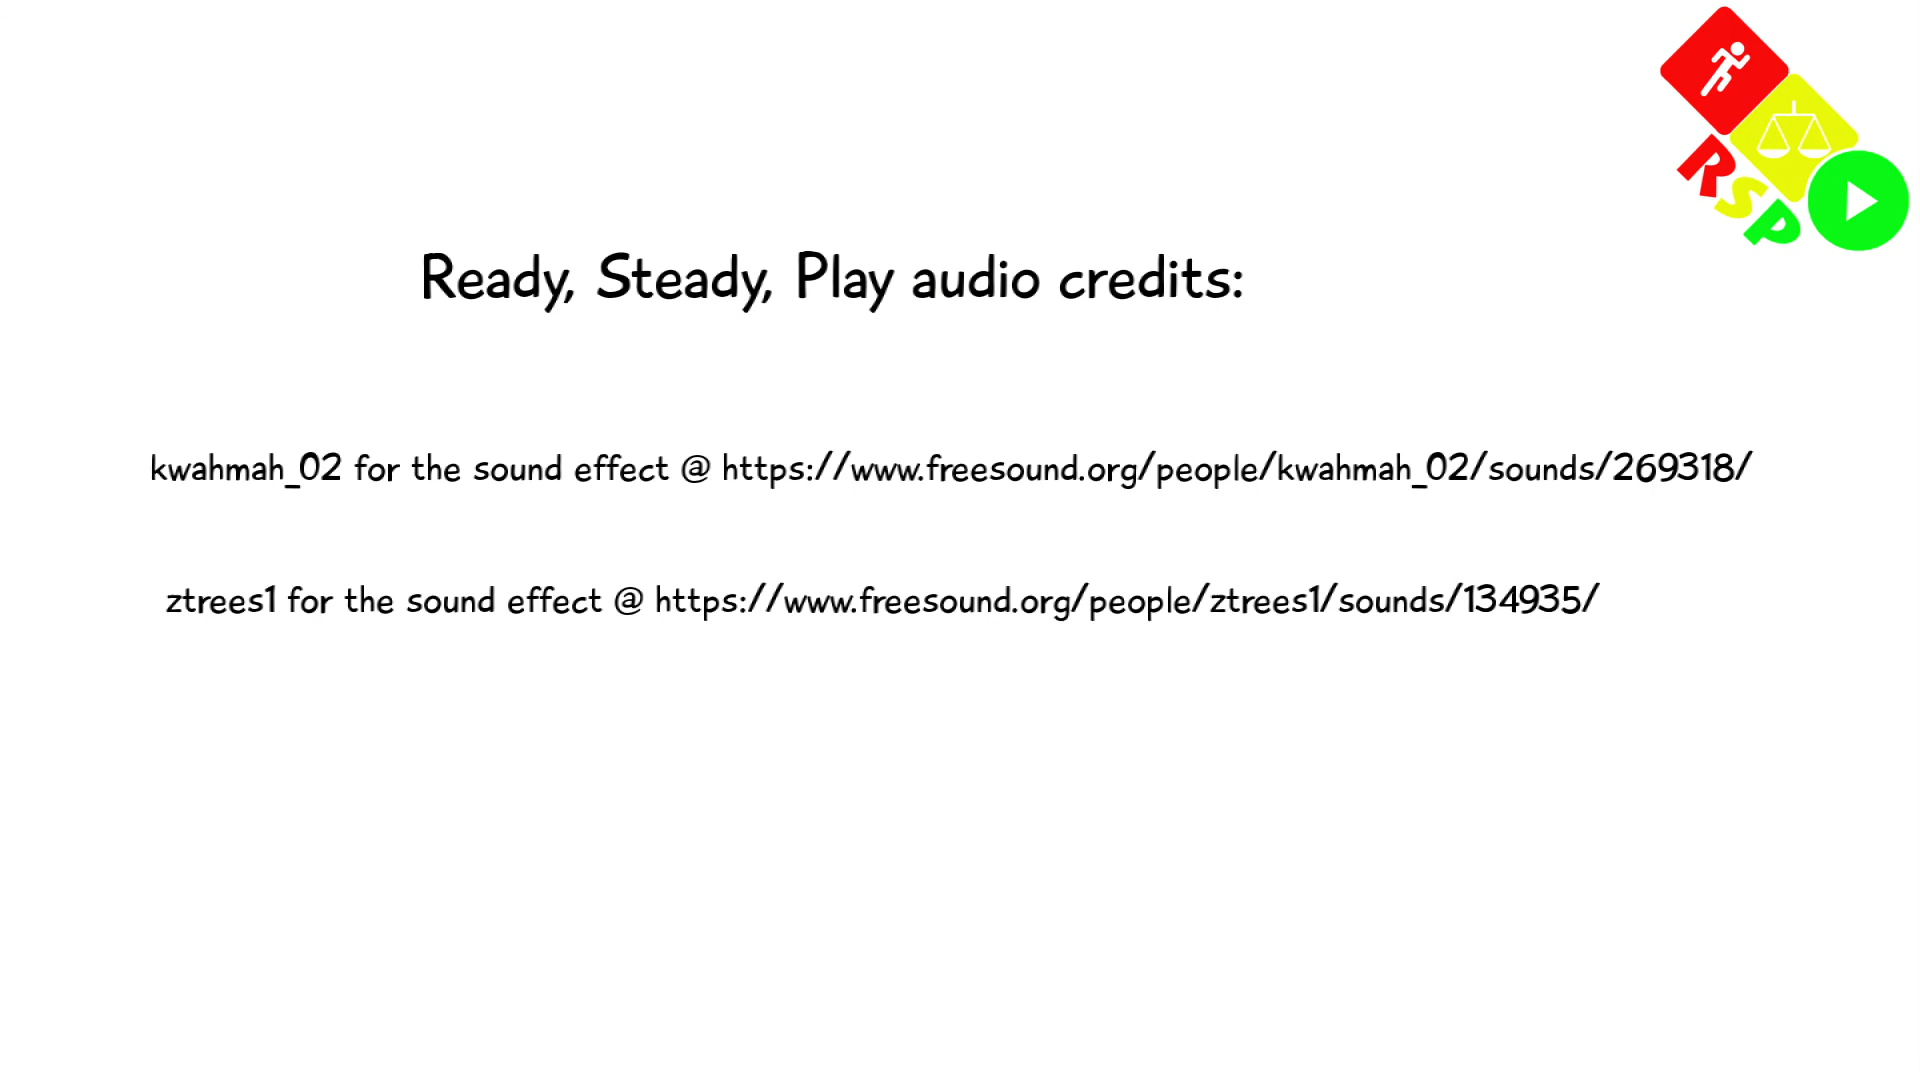 RSP
Ready, Steady, Play audio credits:
kwahmah_02 for the sound effect @ https://www.freesound.org/people/kwahmah_02/sounds/269318/
ztrees1 for the sound effect @ https://www.freesound.org/people/ztrees1/sounds/134935/